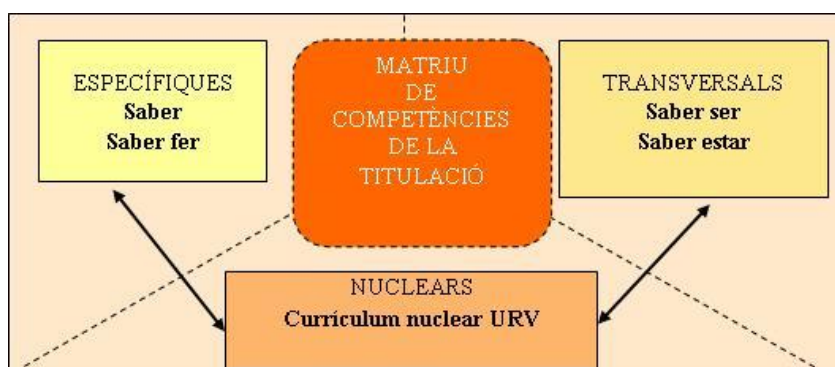 ESPECÍFIQUES
Saber
Saber fer
MATRIU
DE
COMPETÈNCIES
DE LA
TITULACIÓ
TRANSVERSALS
Saber ser
Saber estar
NUCLEARS
Currículum nuclear URV